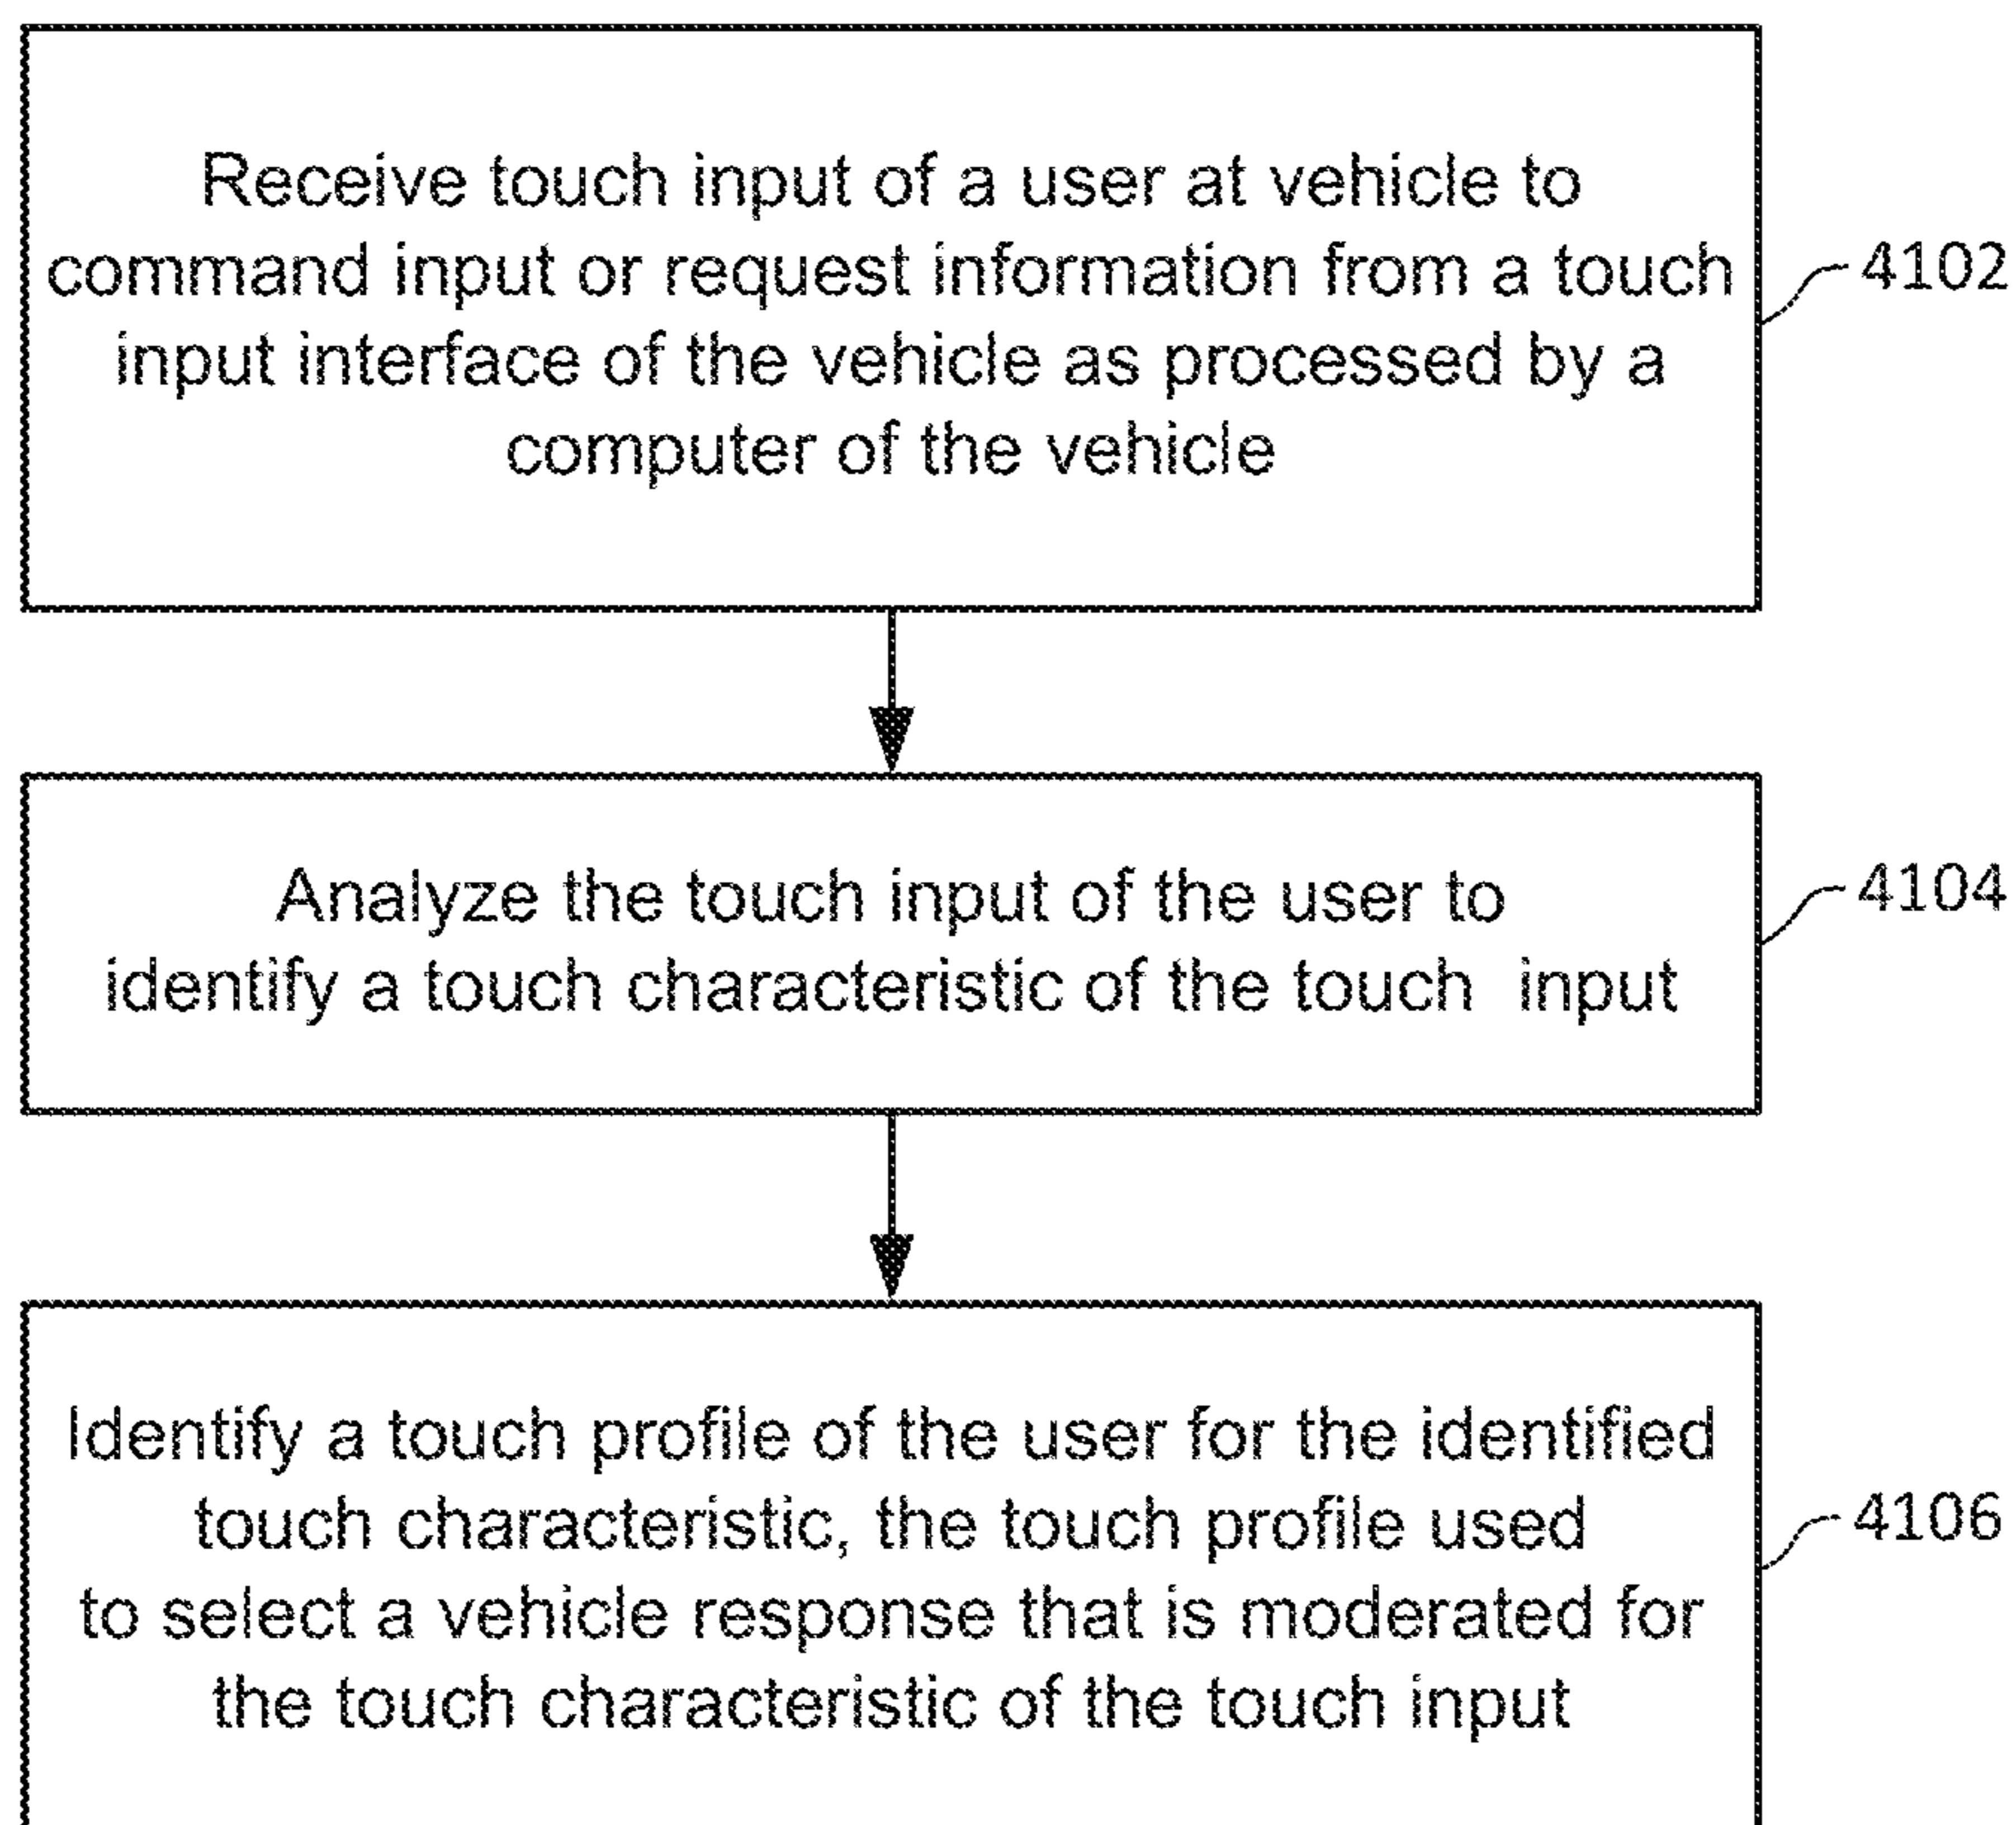 Receive touch input of a user at vehicle to
command input or request information from a touch
input interface of the vehicle as processed by a
computer of the vehicle
4102
Analyze the touch input of the user to
identify a touch characteristic of the touch input
4104
Identify a touch profile of the user for the identified
touch characteristic, the touch profile used
to select a vehicle response that is moderated for
the touch characteristic of the touch input
4106